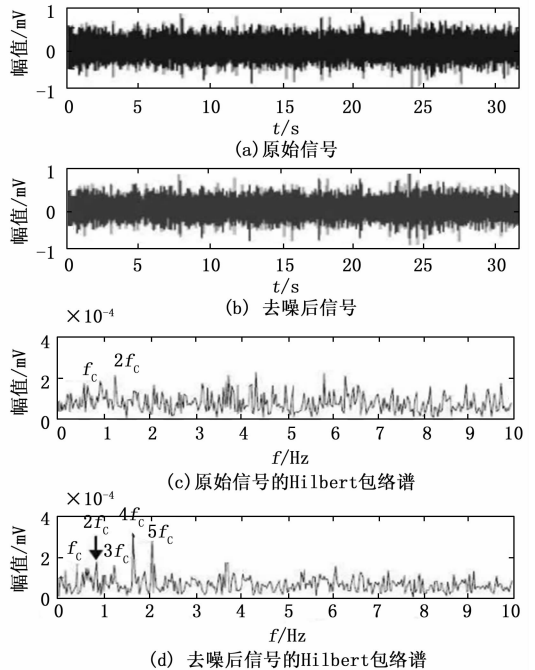 1
0
−1
幅值/mV
0 5 10 15 20 25 30
t/s
(a)原始信号
1
0
−1
幅值/mV
0 5 10 15 20 25 30
t/s
(b) 去噪后信号
×10⁻⁴
4
2
0
幅值/mV
f_C 2f_C
0 1 2 3 4 5 6 7 8 9 10
f/Hz
(c)原始信号的Hilbert包络谱
×10⁻⁴
4
2
0
幅值/mV
f_C 2f_C 3f_C 4f_C 5f_C
0 1 2 3 4 5 6 7 8 9 10
f/Hz
(d) 去噪后信号的Hilbert包络谱